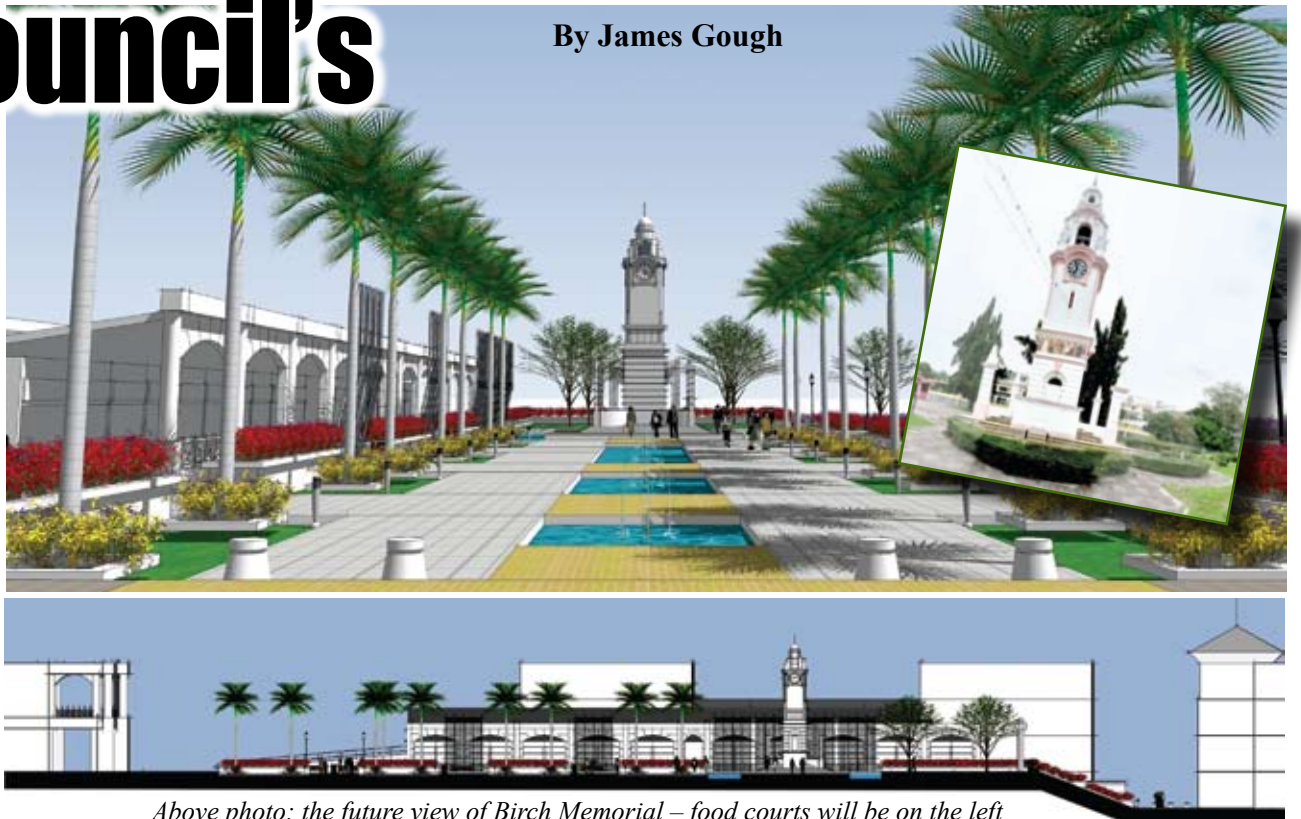 ouncil's
By James Gough
Above photo: the future view of Birch Memorial – food courts will be on the left